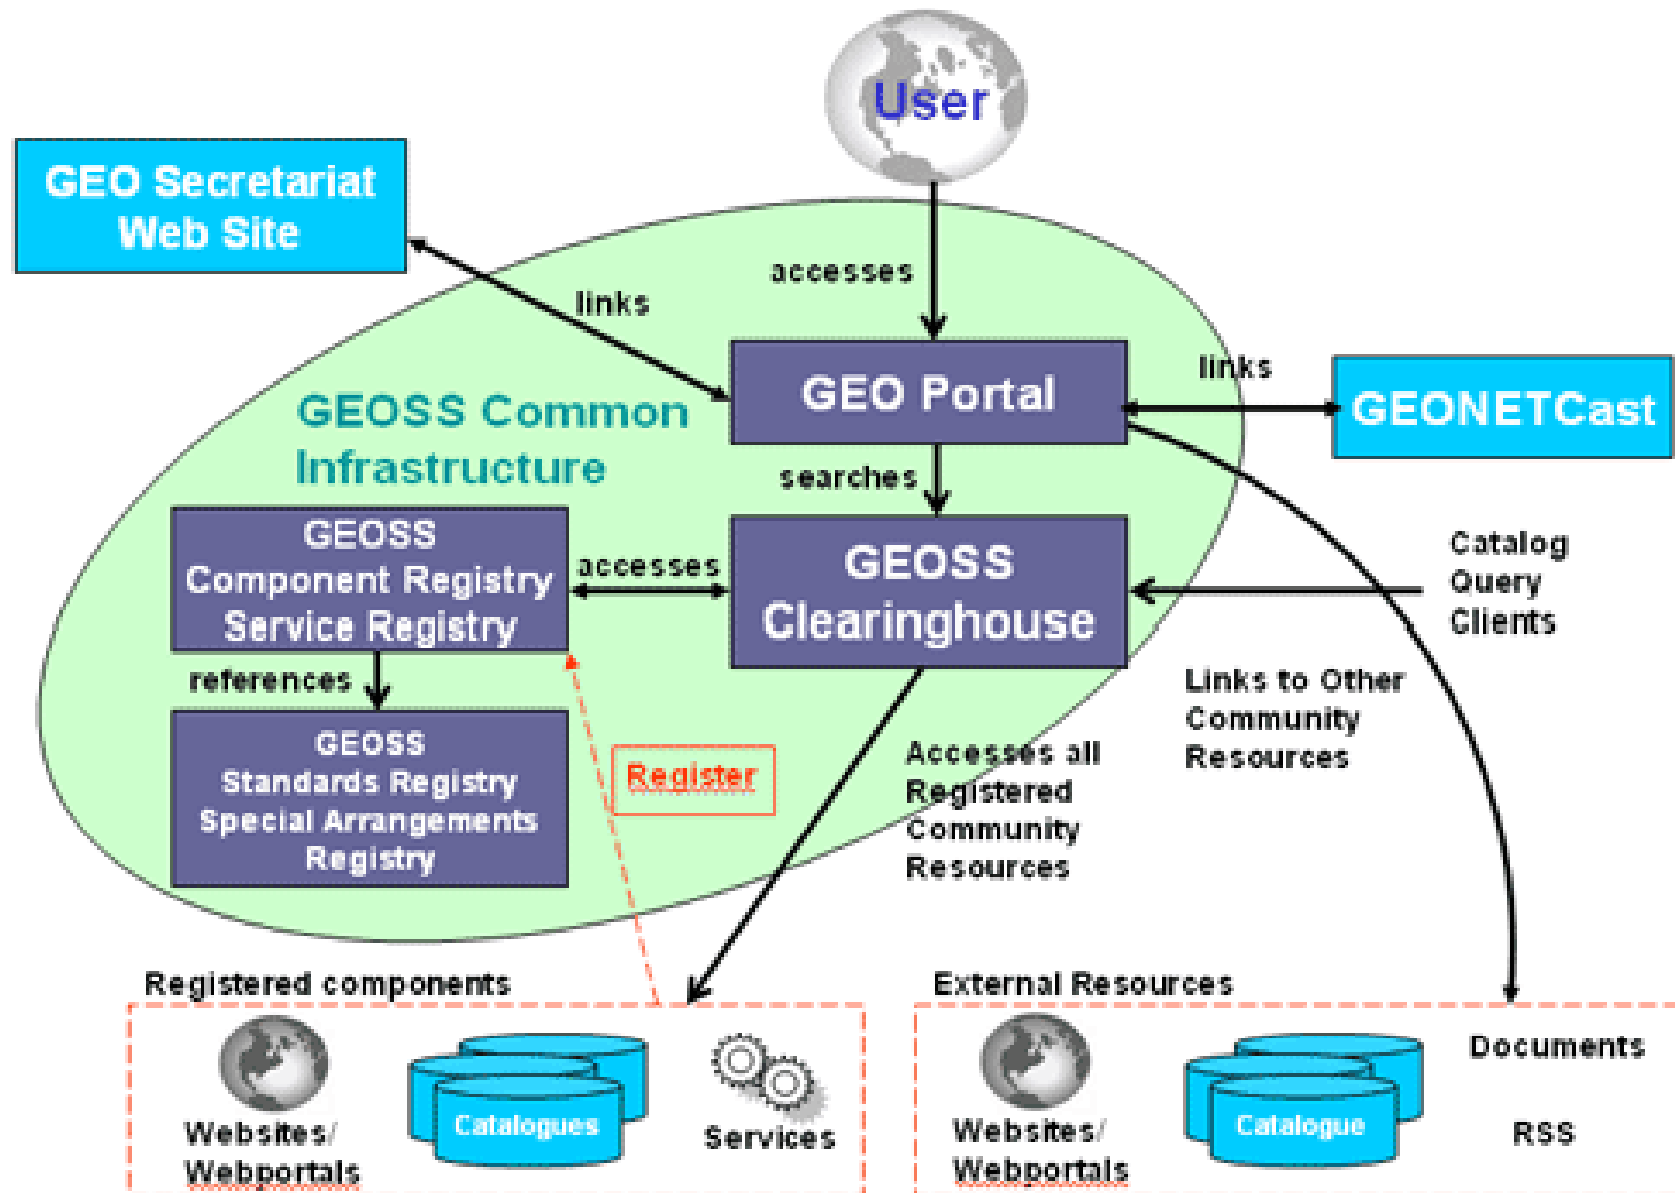 User
GEO Secretariat
Web Site
accesses
links
links
GEO Portal
GEONETCast
GEOSS Common
Infrastructure
searches
GEOSS
Component Registry
Service Registry
accesses
GEOSS
Clearinghouse
Catalog
Query
Clients
references
Links to Other
Community
Resources
GEOSS
Standards Registry
Special Arrangements
Registry
Register
Accesses all
Registered
Community
Resources
Registered components
Websites/
Webportals
Catalogues
Services
External Resources
Websites/
Webportals
Catalogue
Documents
RSS